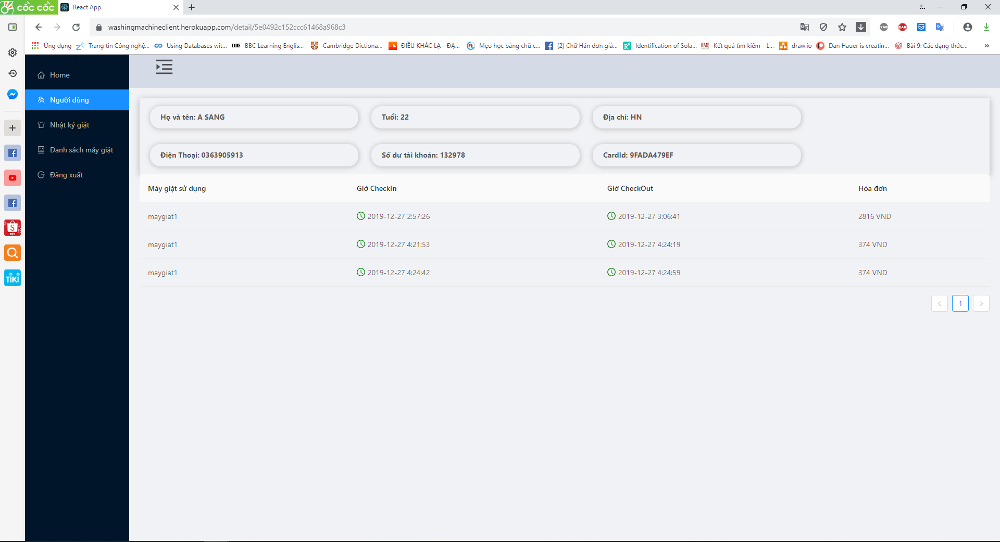 cốc cốc
React App
washingmachineclient.herokuapp.com/detail/5e0492c152ccc61468a968c3
Ứng dụng
Trang tin Công nghệ...
Using Databases wit...
BBC
BBC Learning Englis...
Cambridge Dictiona...
ĐIỀU KHÁC LẠ - ĐẠ...
Mẹo học bảng chữ c...
(2) Chữ Hán đơn giả...
Identification of Sola...
KME
Kết quả tìm kiếm - L...
draw.io
Dan Hauer is creatin...
Bài 9: Các dạng thức...
Home
Người dùng
Nhật ký giặt
Danh sách máy giặt
Đăng xuất
TẾT
TIKI
Họ và tên: A SANG
Tuổi: 22
Địa chỉ: HN
Điện Thoại: 0363905913
Số dư tài khoản: 132978
CardId: 9FADA479EF
Máy giặt sử dụng
Giờ CheckIn
Giờ CheckOut
Hóa đơn
maygiat1
2019-12-27 2:57:26
2019-12-27 3:06:41
2816 VND
maygiat1
2019-12-27 4:21:53
2019-12-27 4:24:19
374 VND
maygiat1
2019-12-27 4:24:42
2019-12-27 4:24:59
374 VND
1